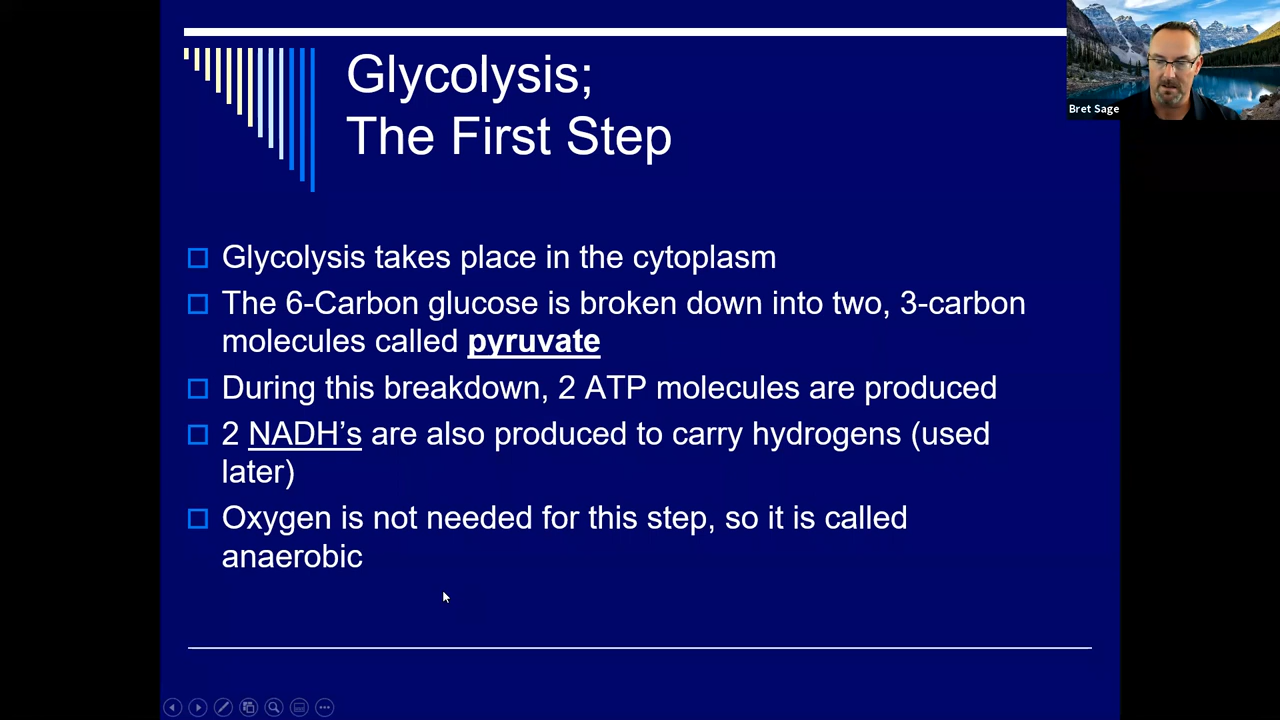 Glycolysis;
The First Step
Bret Sage
Glycolysis takes place in the cytoplasm
The 6-Carbon glucose is broken down into two, 3-carbon
molecules called pyruvate
During this breakdown, 2 ATP molecules are produced
2 NADH’s are also produced to carry hydrogens (used
later)
Oxygen is not needed for this step, so it is called
anaerobic